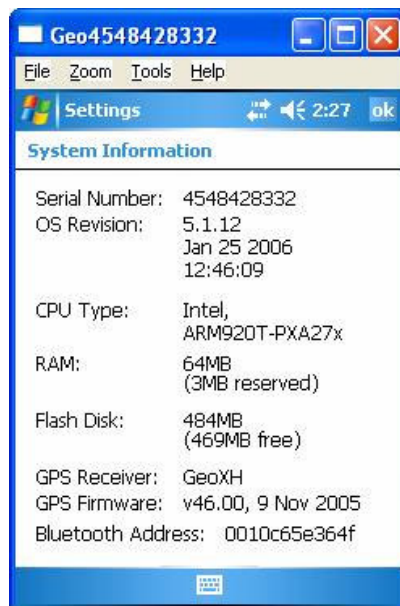 Geo4548428332
File Zoom Tools Help
Settings 2:27 ok
System Information
Serial Number: 4548428332
OS Revision: 5.1.12
Jan 25 2006
12:46:09
CPU Type: Intel,
ARM920T-PXA27x
RAM: 64MB
(3MB reserved)
Flash Disk: 484MB
(469MB free)
GPS Receiver: GeoXH
GPS Firmware: v46.00, 9 Nov 2005
Bluetooth Address: 0010c65e364f